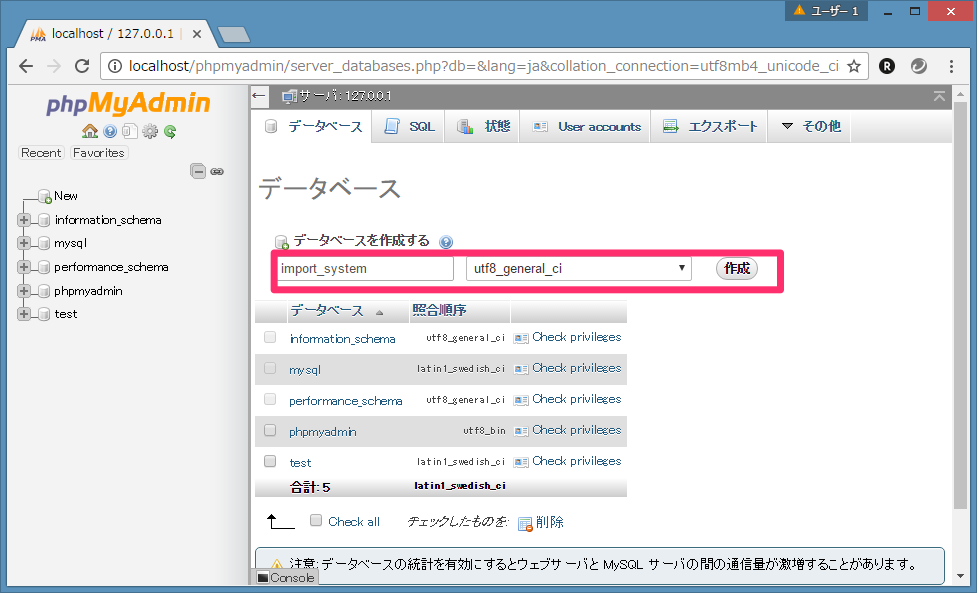 ユーザー 1
localhost / 127.0.0.1
localhost/phpmyadmin/server_databases.php?db=&lang=ja&collation_connection=utf8mb4_unicode_ci
phpMyAdmin
Recent Favorites
New
information_schema
mysql
performance_schema
phpmyadmin
test
サーバ: 127.0.0.1
データベース SQL 状態 User accounts エクスポート その他
データベース
データベースを作成する
import_system utf8_general_ci 作成
データベース 照合順序
information_schema utf8_general_ci Check privileges
mysql latin1_swedish_ci Check privileges
performance_schema utf8_general_ci Check privileges
phpmyadmin utf8_bin Check privileges
test latin1_swedish_ci Check privileges
合計: 5 latin1_swedish_ci
Check all チェックしたものを: 削除
注意: データベースの統計を有効にするとウェブサーバと MySQL サーバの間の通信量が激増することがあります。
Console